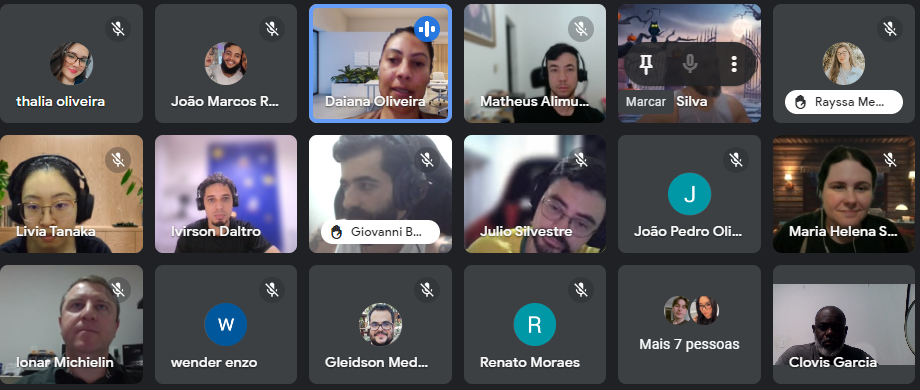 thalia oliveira
João Marcos R...
Daiana Oliveira
Matheus Alimu...
Marcar Silva
Rayssa Me...
Livia Tanaka
Ivirson Daltro
Giovanni B...
Julio Silvestre
J
João Pedro Oli...
Maria Helena S...
Ionar Michielin
W
wender enzo
Gleidson Med...
R
Renato Moraes
Mais 7 pessoas
Clovis Garcia